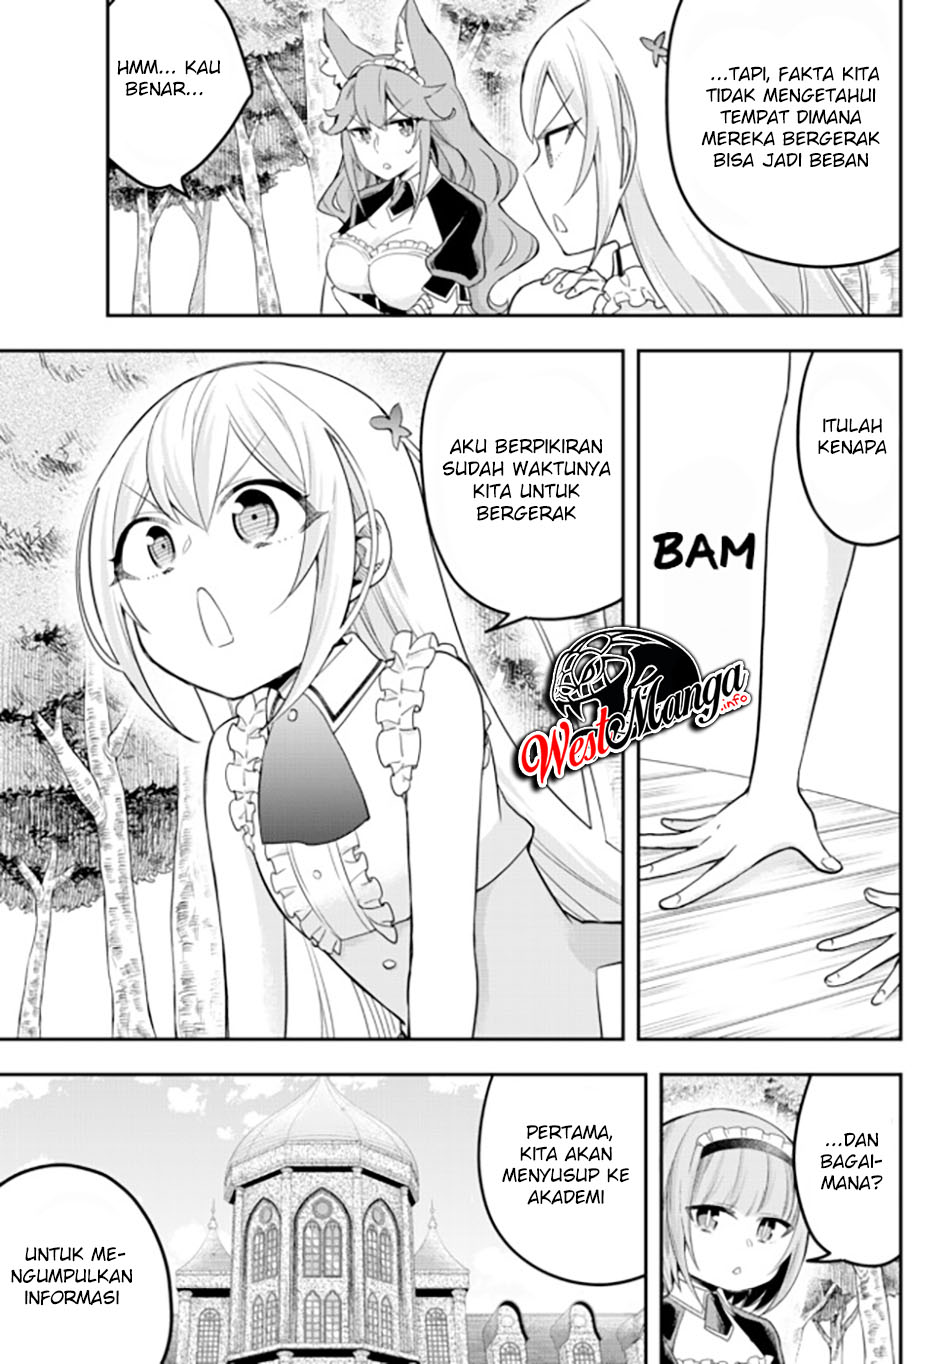 ...TAPI, FAKTA KITA
TIDAK MENGETAHUI
TEMPAT DIMANA
MEREKA BERGERAK
BISA JADI BEBAN
HMM... KAU
BENAR...
ITULAH
KENAPA
BAM
AKU BERPIKIRAN
SUDAH WAKTUNYA
KITA UNTUK
BERGERAK
WestManga
.info
...DAN
BAGAI-
MANA?
PERTAMA,
KITA AKAN
MENYUSUP KE
AKADEMI
UNTUK ME-
NGUMPULKAN
INFORMASI